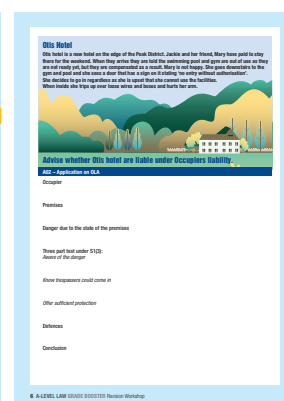 Otis Hotel
Otis hotel is a new hotel on the edge of the Peak District. Jackie and her friend, Mary have paid to stay
there for the weekend. When they arrive they are told the swimming pool and gym are out of use as they
are not ready yet, but they are compensated as a result. Mary is not happy. She goes downstairs to the
gym and pool and she sees a door that has a sign on it stating 'no entry without authorisation'.
She decides to go in regardless as she is upset that she cannot use the facilities.
When inside she trips up over loose wires and boxes and hurts her arm.
Advise whether Otis hotel are liable under Occupiers liability.
A02 – Application on OLA
Occupier
Premises
Danger due to the state of the premises
Three part test under S1(3):
Aware of the danger
Know trespassers could come in
Offer sufficient protection
Defences
Conclusion
6 A-LEVEL LAW GRADE BOOSTER Revision Workshop